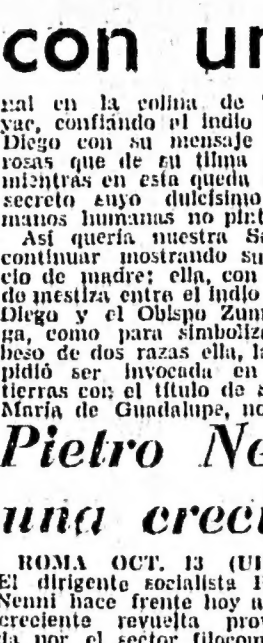 con un
nal en la colina de
yac, confiando el indio
Diego con su mensaje
rosas que de su tilma
mientras en esta queda
secreto suyo dulcísimo
manos humanas no pint
Así quería nuestra S
continuar mostrando su
cio de madre; ella, con
do mestiza entre el indio
Diego y el Obispo Zum
ga, como para simboliza
beso de dos razas ella, la
pidió ser invocada en
tierras con el título de
María de Guadalupe, no
Pietro Ne
una creci
ROMA OCT. 13 (UP
El dirigente socialista
Nenni hace frente hoy a
creciente revuelta prov
da por el sector filocom